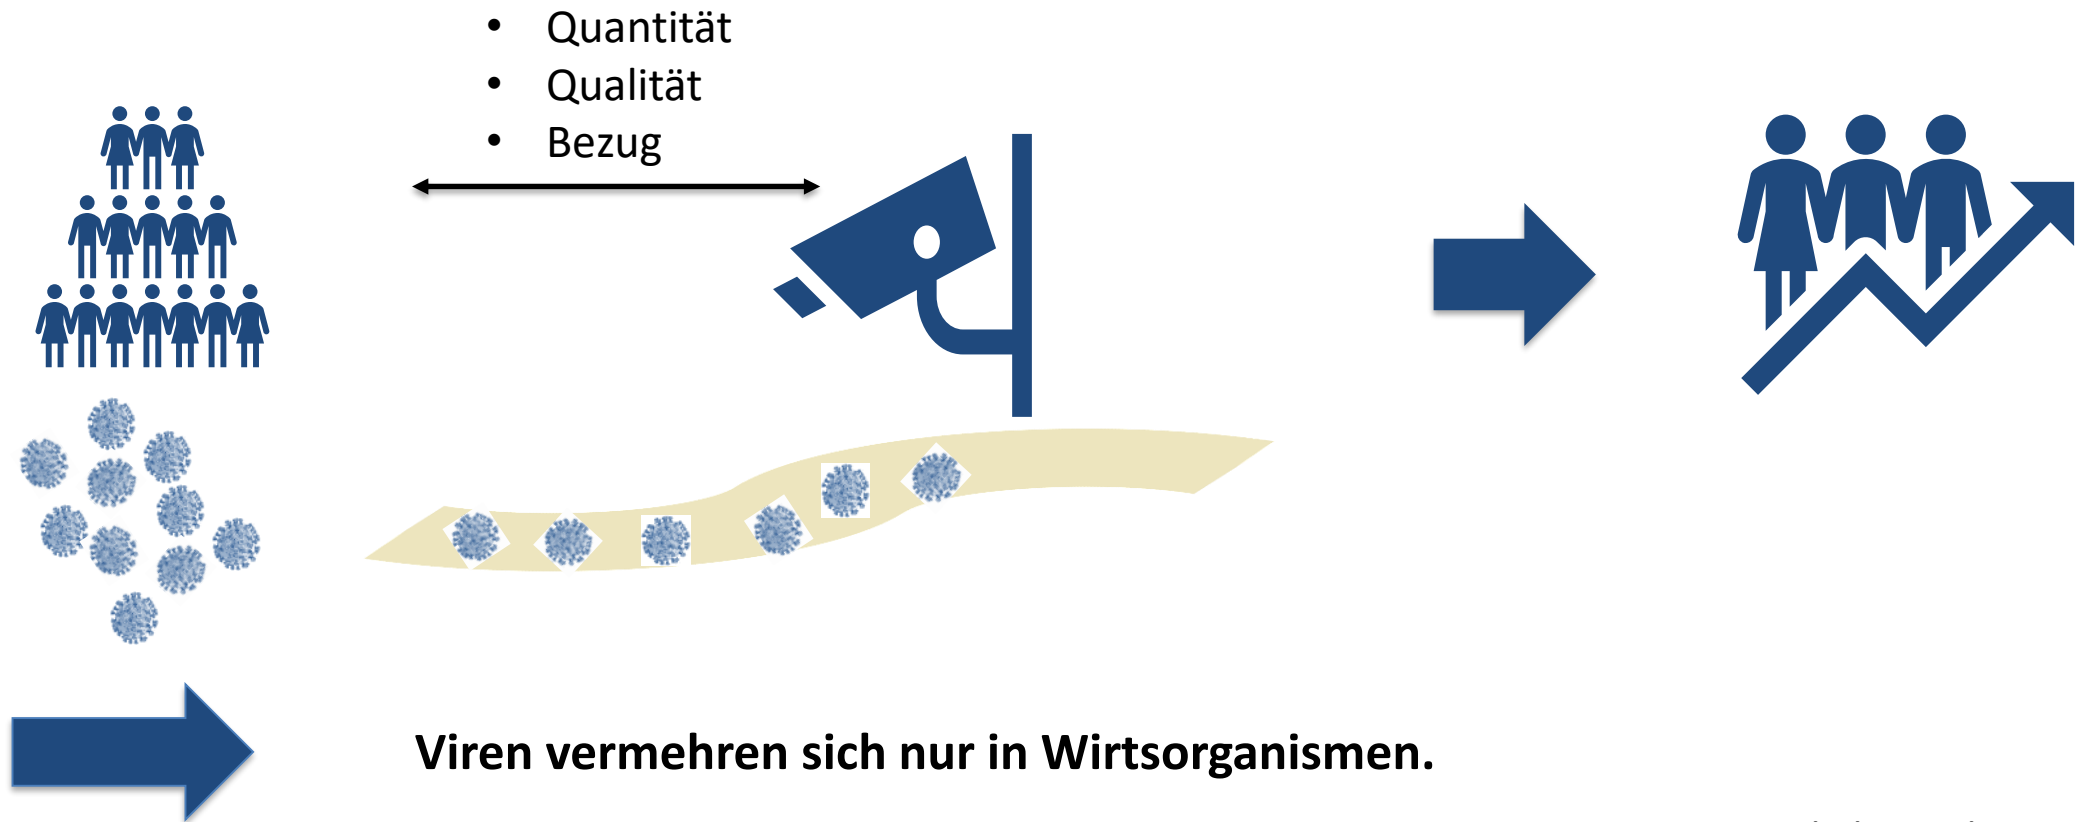 • Quantität
• Qualität
• Bezug
Viren vermehren sich nur in Wirtsorganismen.